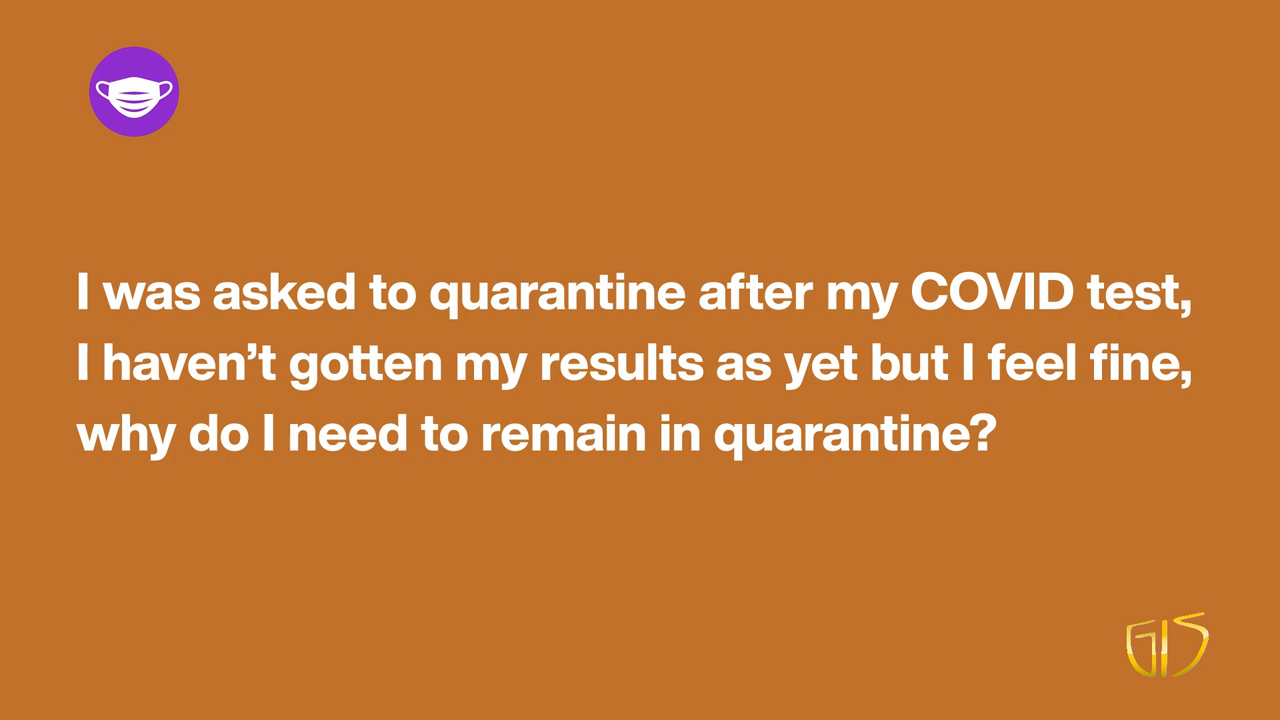 I was asked to quarantine after my COVID test,
I haven’t gotten my results as yet but I feel fine,
why do I need to remain in quarantine?
GIS